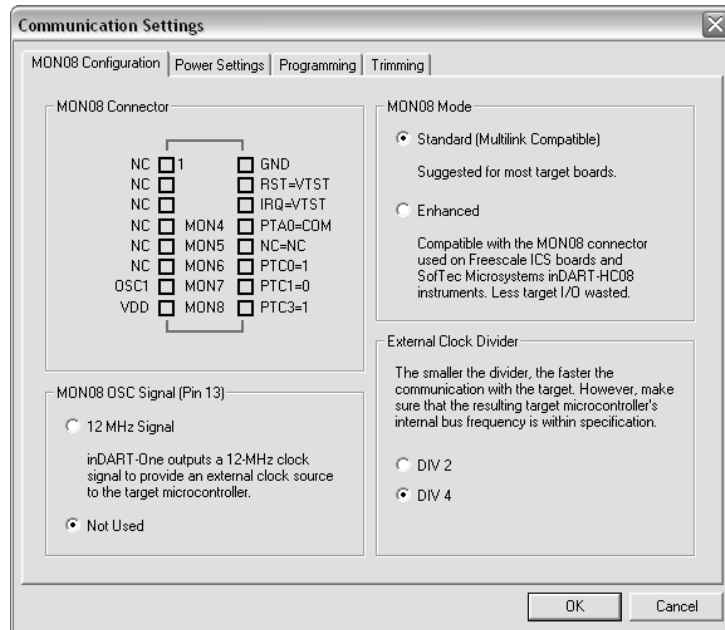 Communication Settings
MON08 Configuration Power Settings Programming Trimming
MON08 Connector
NC 1 GND
NC RST=VTST
NC IRQ=VTST
NC MON4 PTA0=COM
NC MON5 NC=NC
NC MON6 PTC0=1
OSC1 MON7 PTC1=0
VDD MON8 PTC3=1
MON08 OSC Signal (Pin 13)
12 MHz Signal
inDART-One outputs a 12-MHz clock
signal to provide an external clock source
to the target microcontroller.
Not Used
MON08 Mode
Standard (Multilink Compatible)
Suggested for most target boards.
Enhanced
Compatible with the MON08 connector
used on Freescale ICS boards and
SofTec Microsystems inDART-HC08
instruments. Less target I/O wasted.
External Clock Divider
The smaller the divider, the faster the
communication with the target. However, make
sure that the resulting target microcontroller's
internal bus frequency is within specification.
DIV 2
DIV 4
OK Cancel